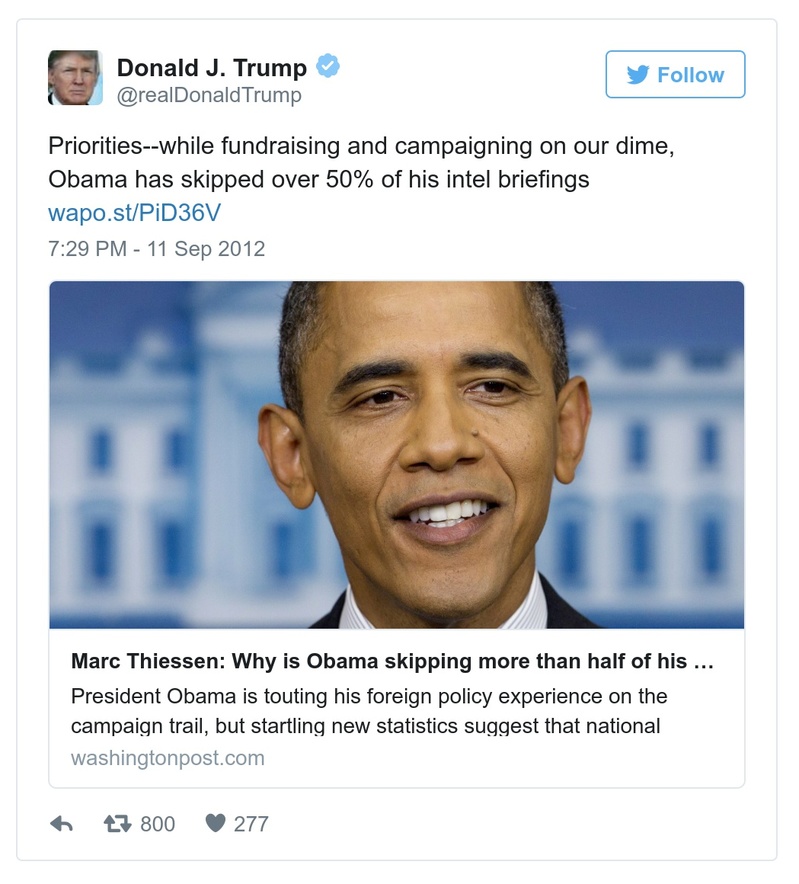 Donald J. Trump
@realDonaldTrump
Follow
Priorities--while fundraising and campaigning on our dime,
Obama has skipped over 50% of his intel briefings
wapo.st/PiD36V
7:29 PM - 11 Sep 2012
Marc Thiessen: Why is Obama skipping more than half of his …
President Obama is touting his foreign policy experience on the
campaign trail, but startling new statistics suggest that national
washingtonpost.com
800 277